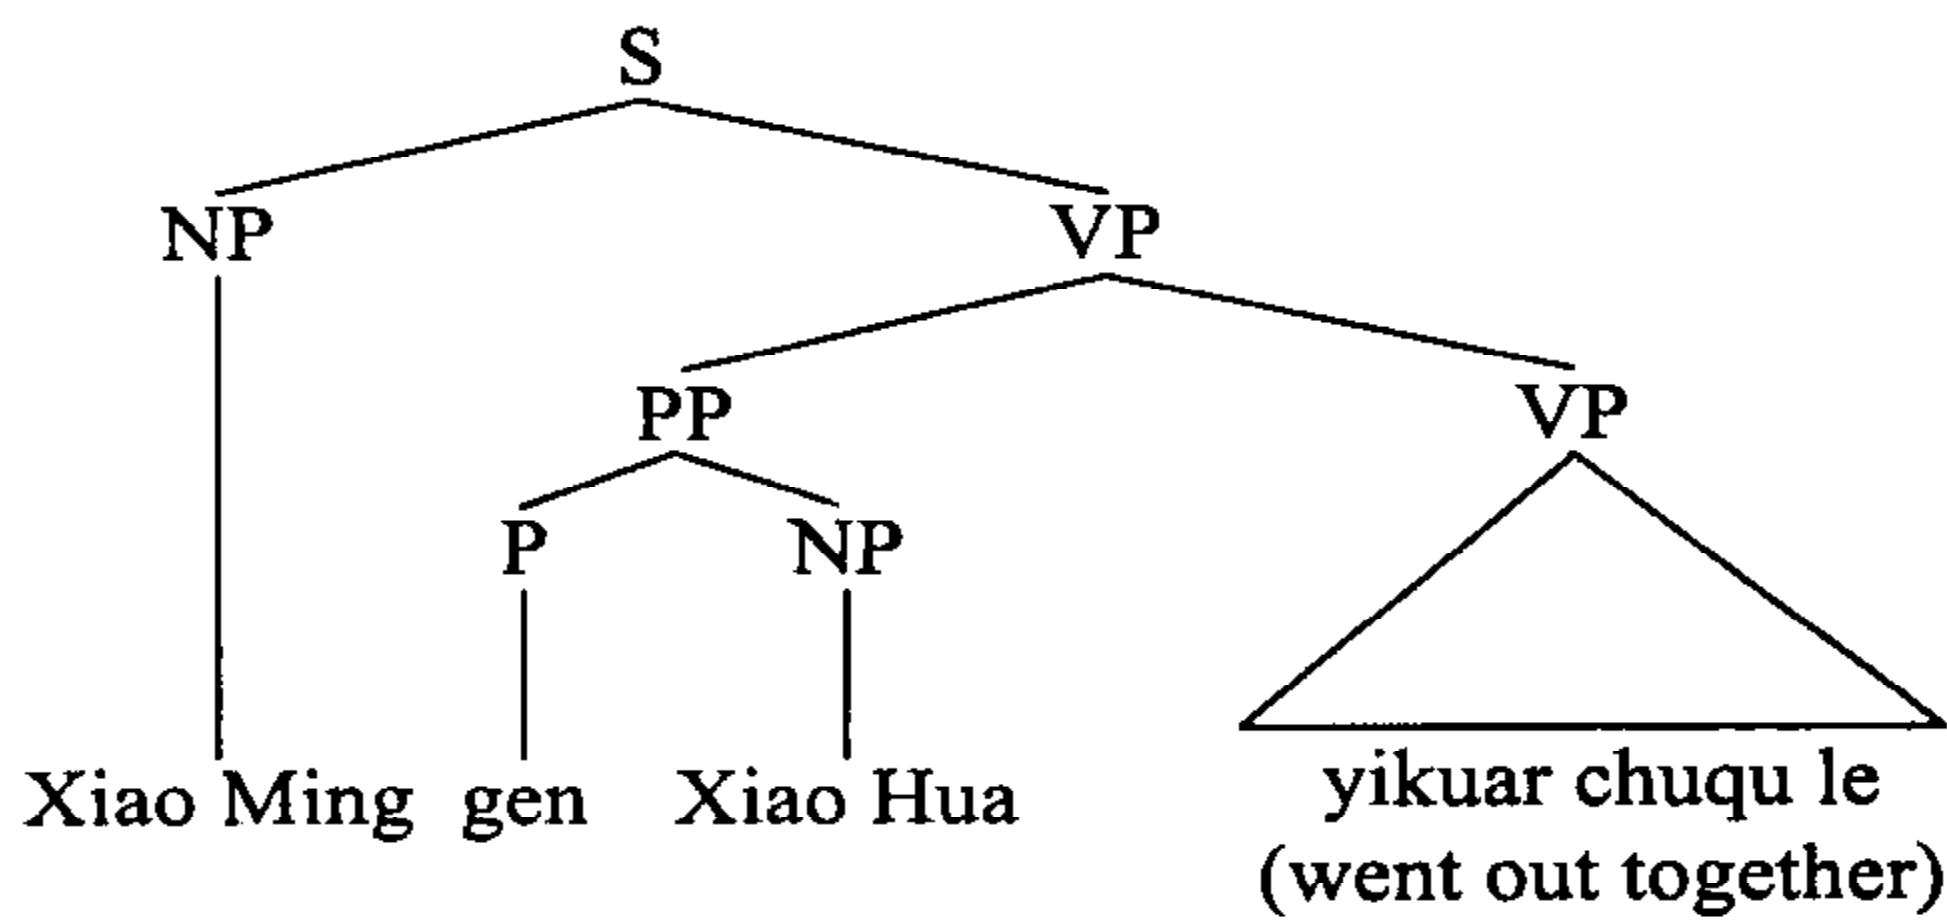 S
NP VP
PP VP
P NP
Xiao Ming gen Xiao Hua yikuar chuqu le
(went out together)